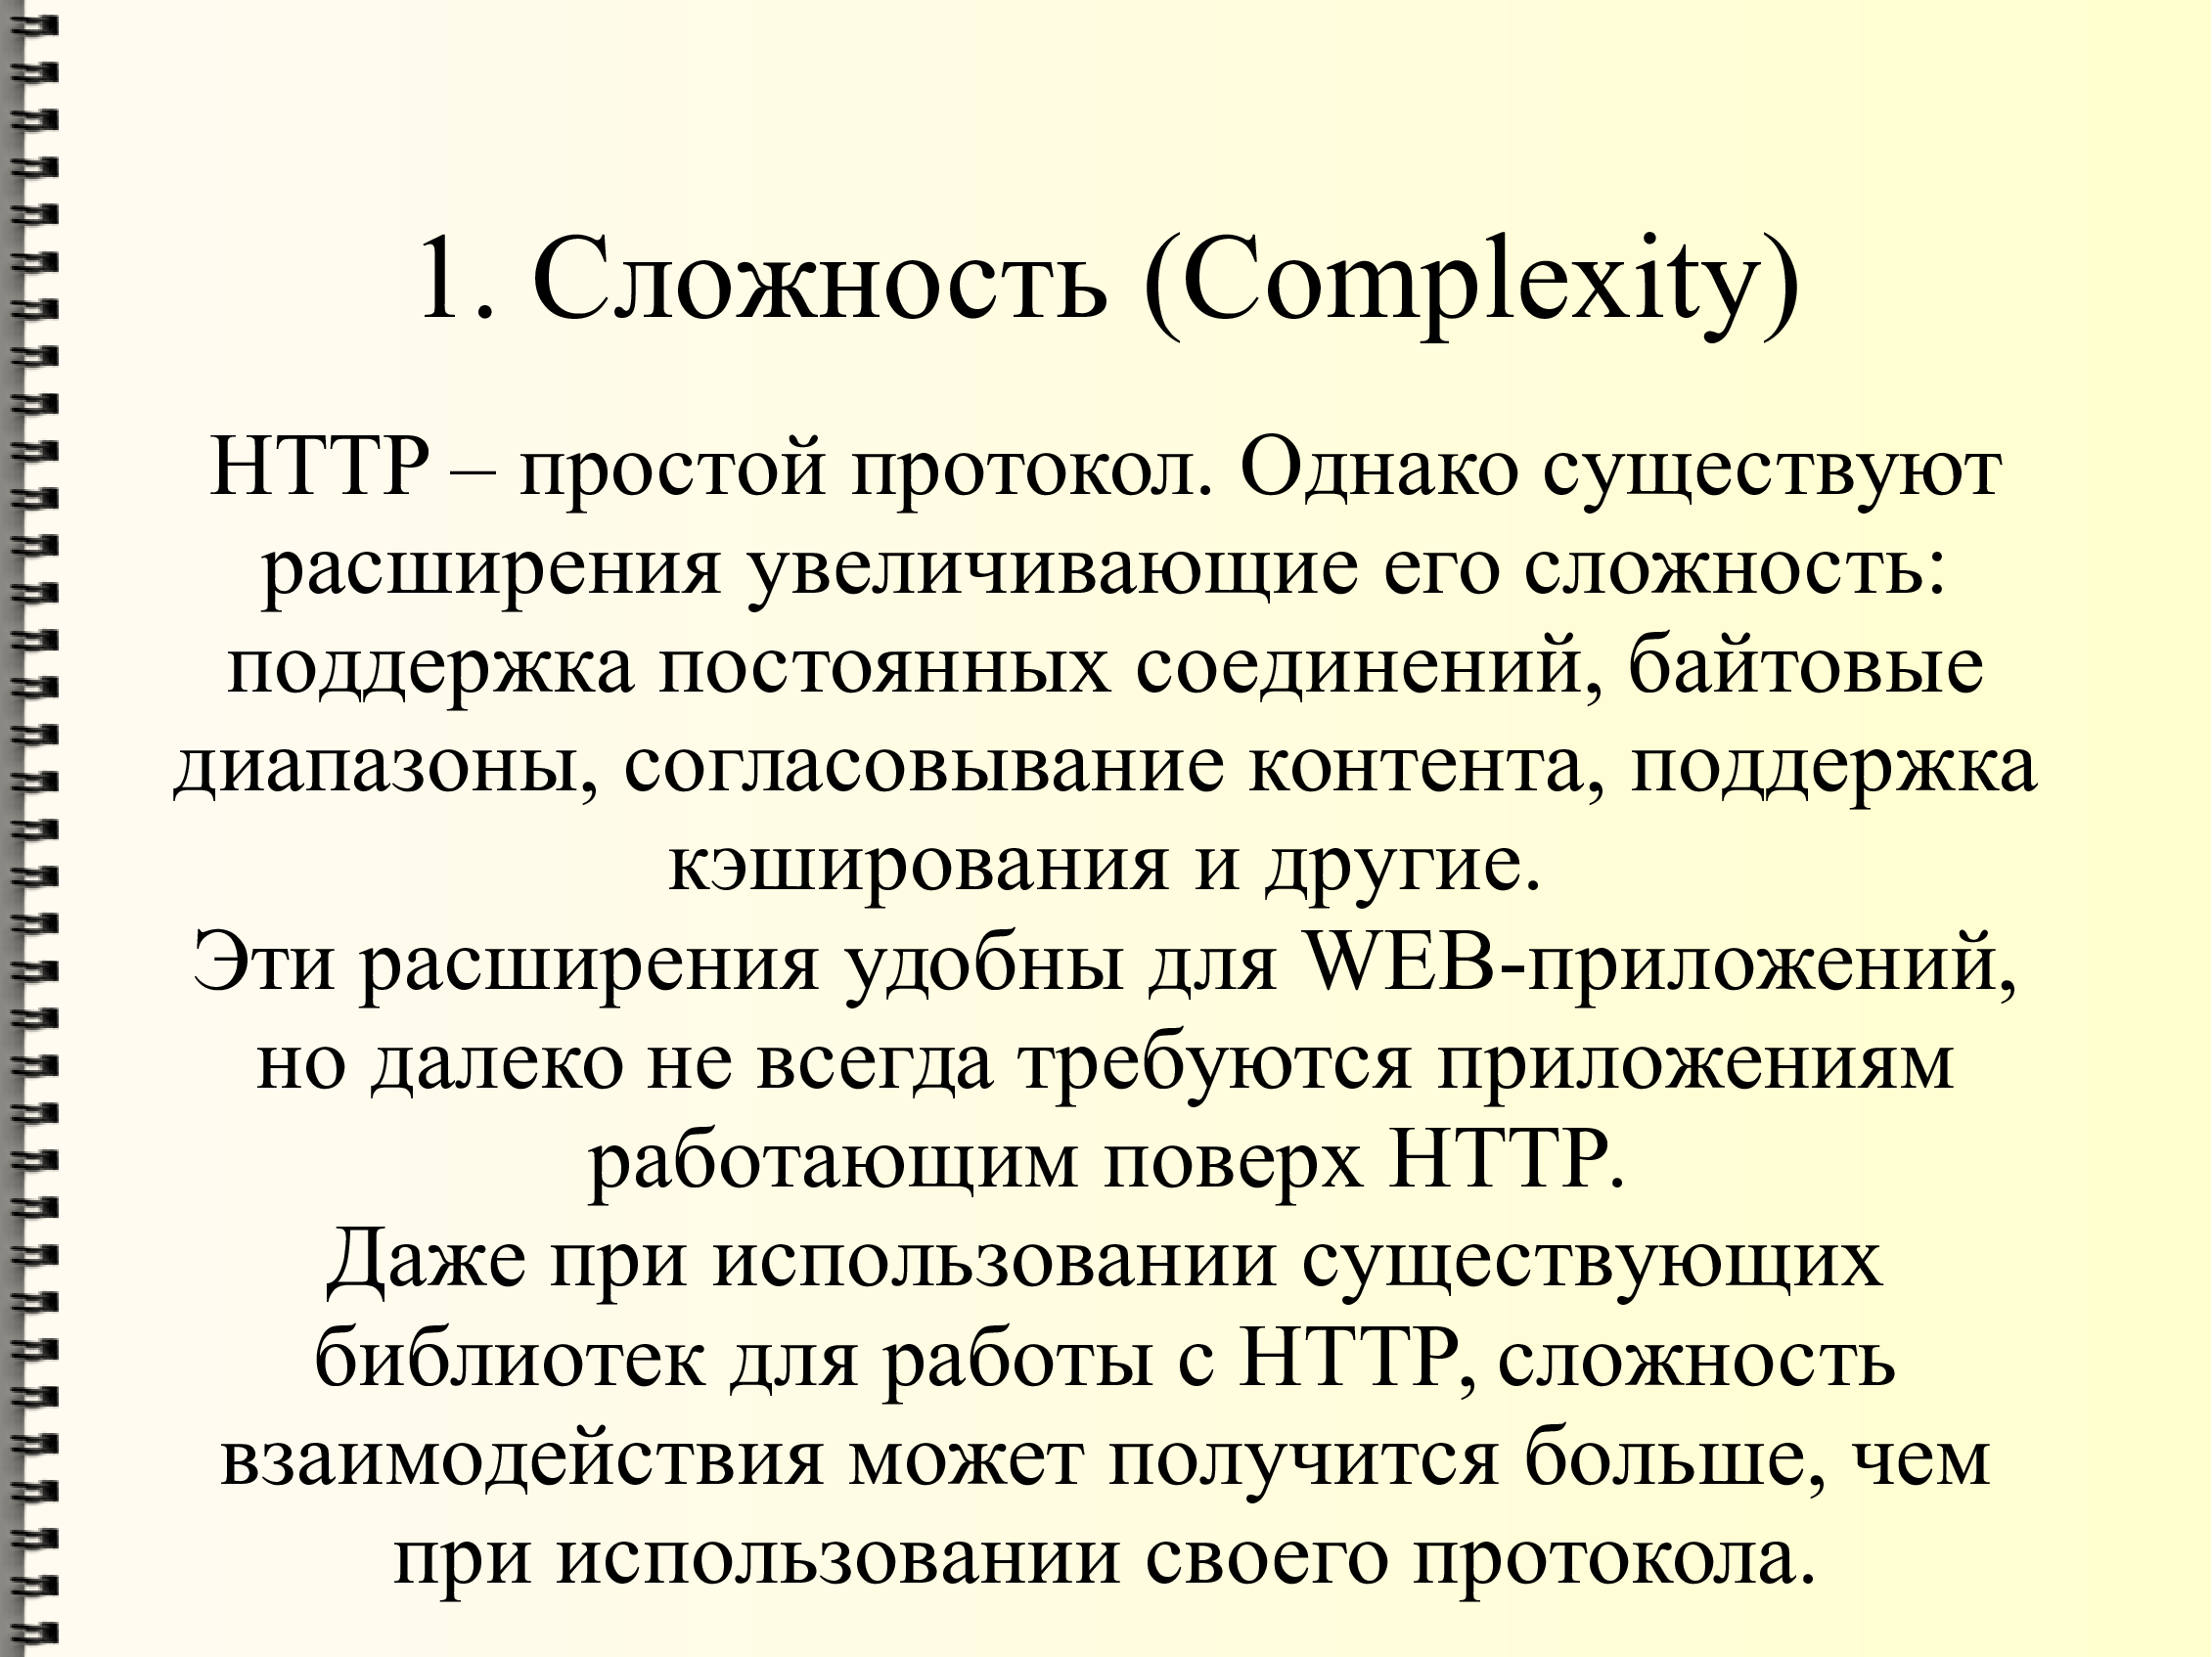 1. Сложность (Complexity)
HTTP – простой протокол. Однако существуют
расширения увеличивающие его сложность:
поддержка постоянных соединений, байтовые
диапазоны, согласовывание контента, поддержка
кэширования и другие.
Эти расширения удобны для WEB-приложений,
но далеко не всегда требуются приложениям
работающим поверх HTTP.
Даже при использовании существующих
библиотек для работы с HTTP, сложность
взаимодействия может получится больше, чем
при использовании своего протокола.